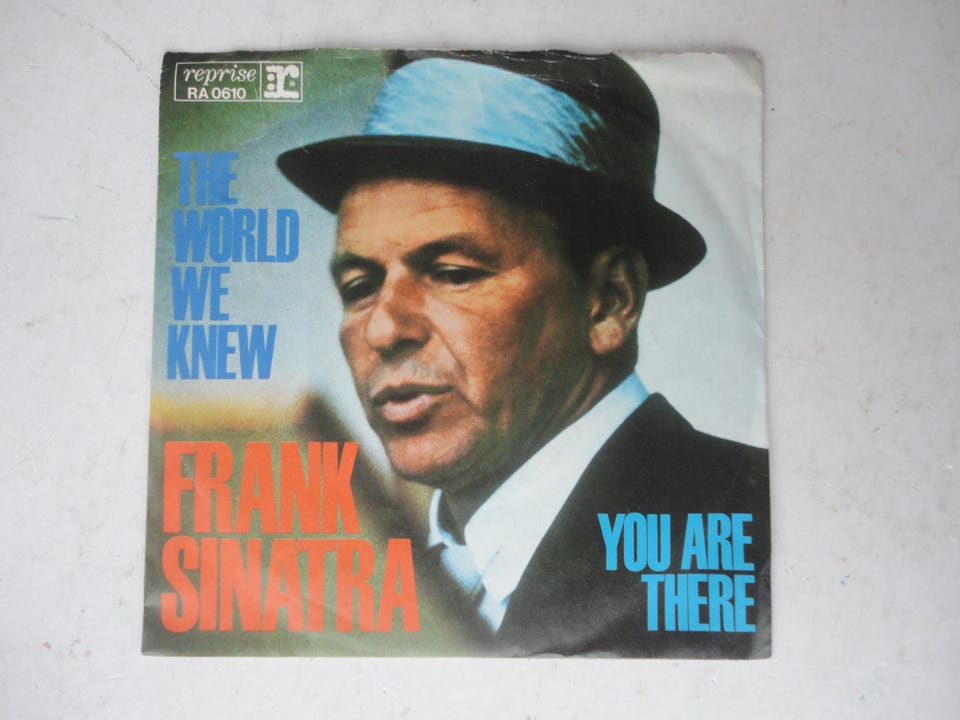 reprise r
RA 0610
THE
WORLD
WE
KNEW
FRANK
SINATRA
YOU ARE
THERE